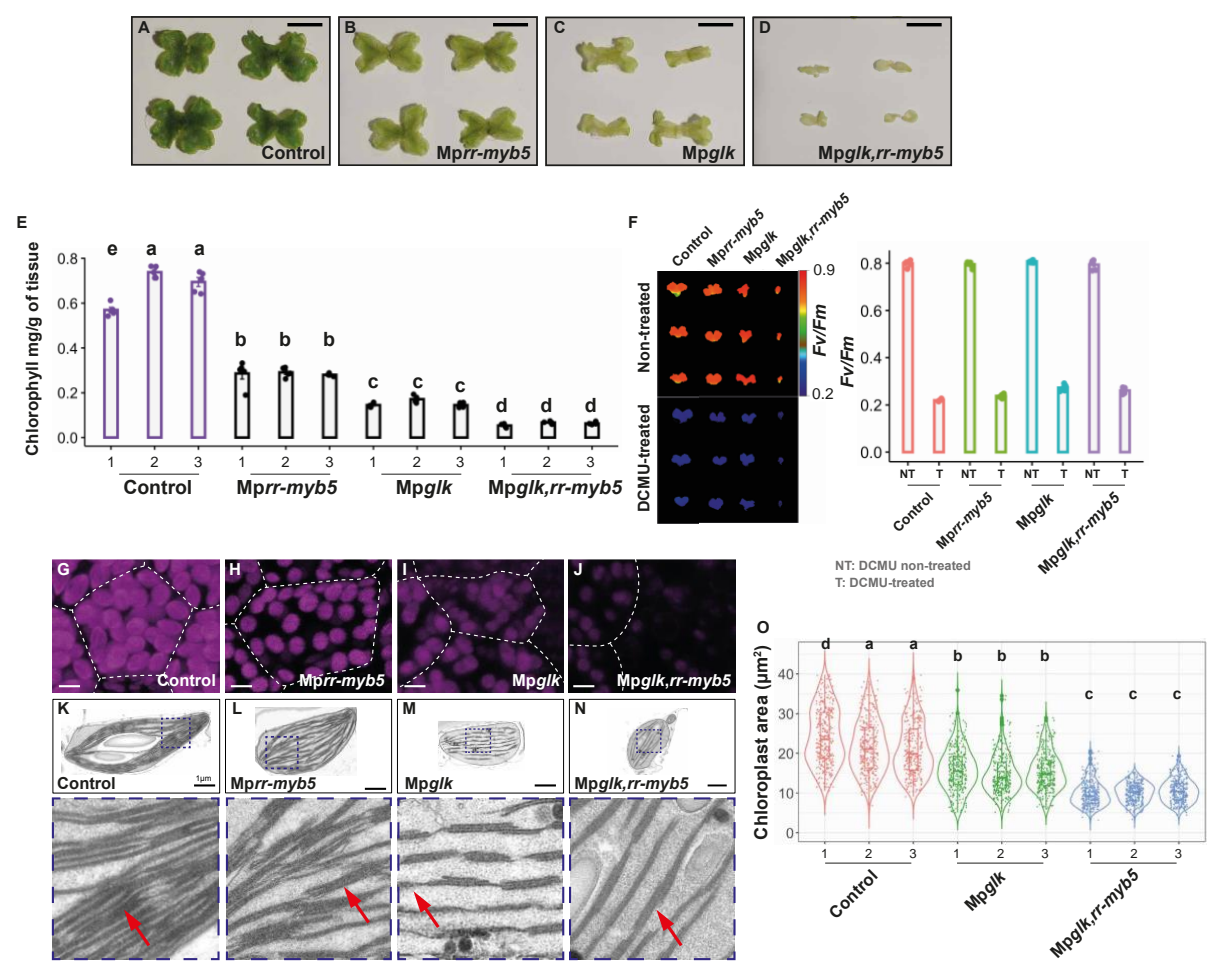 A
Control
B
Mprr-myb5
C
Mpglk
D
Mpglk,rr-myb5
E
Chlorophyll mg/g of tissue
0.8
0.6
0.4
0.2
0.0
e a a b b b c c c d d d
1 2 3 1 2 3 1 2 3 1 2 3
Control Mprr-myb5 Mpglk Mpglk,rr-myb5
F
Control
Mprr-myb5
Mpglk
Mpglk,rr-myb5
Non-treated
DCMU-treated
0.9
Fv/Fm
0.2
Fv/Fm
0.8
0.6
0.4
0.2
0.0
NT T NT T NT T NT T
Control
Mprr-myb5
Mpglk
Mpglk,rr-myb5
NT: DCMU non-treated
T: DCMU-treated
G
Control
H
Mprr-myb5
I
Mpglk
J
Mpglk,rr-myb5
K
Control
1µm
L
Mprr-myb5
M
Mpglk
N
Mpglk,rr-myb5
O
Chloroplast area (µm²)
40
30
20
10
0
d a a b b b c c c
1 2 3 1 2 3 1 2 3
Control
Mpglk
Mpglk,rr-myb5